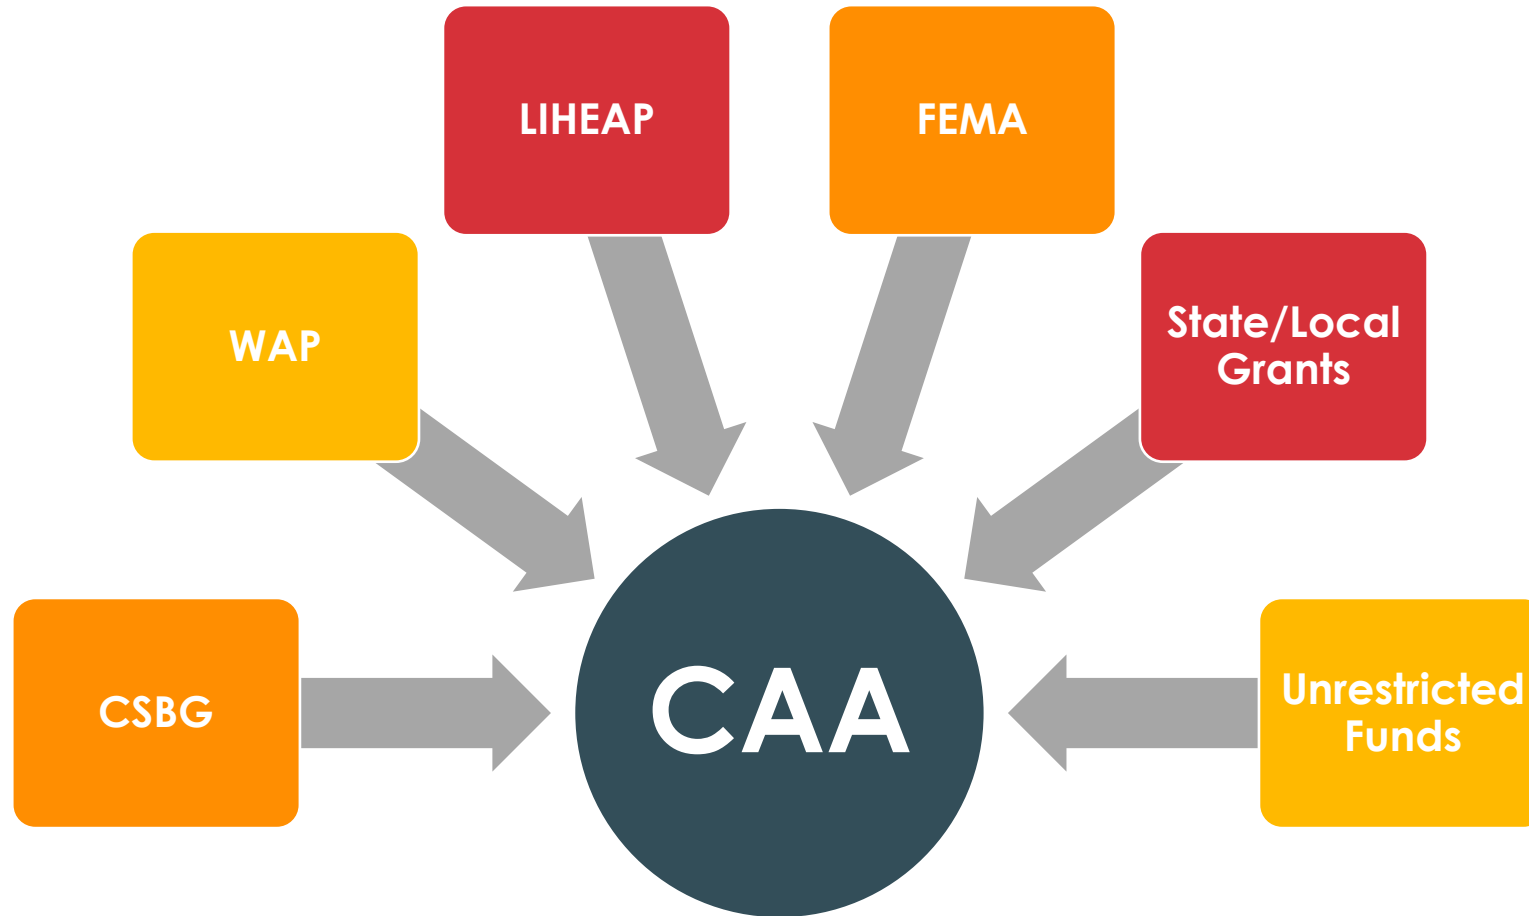 LIHEAP
FEMA
WAP
State/Local
Grants
CSBG
CAA
Unrestricted
Funds